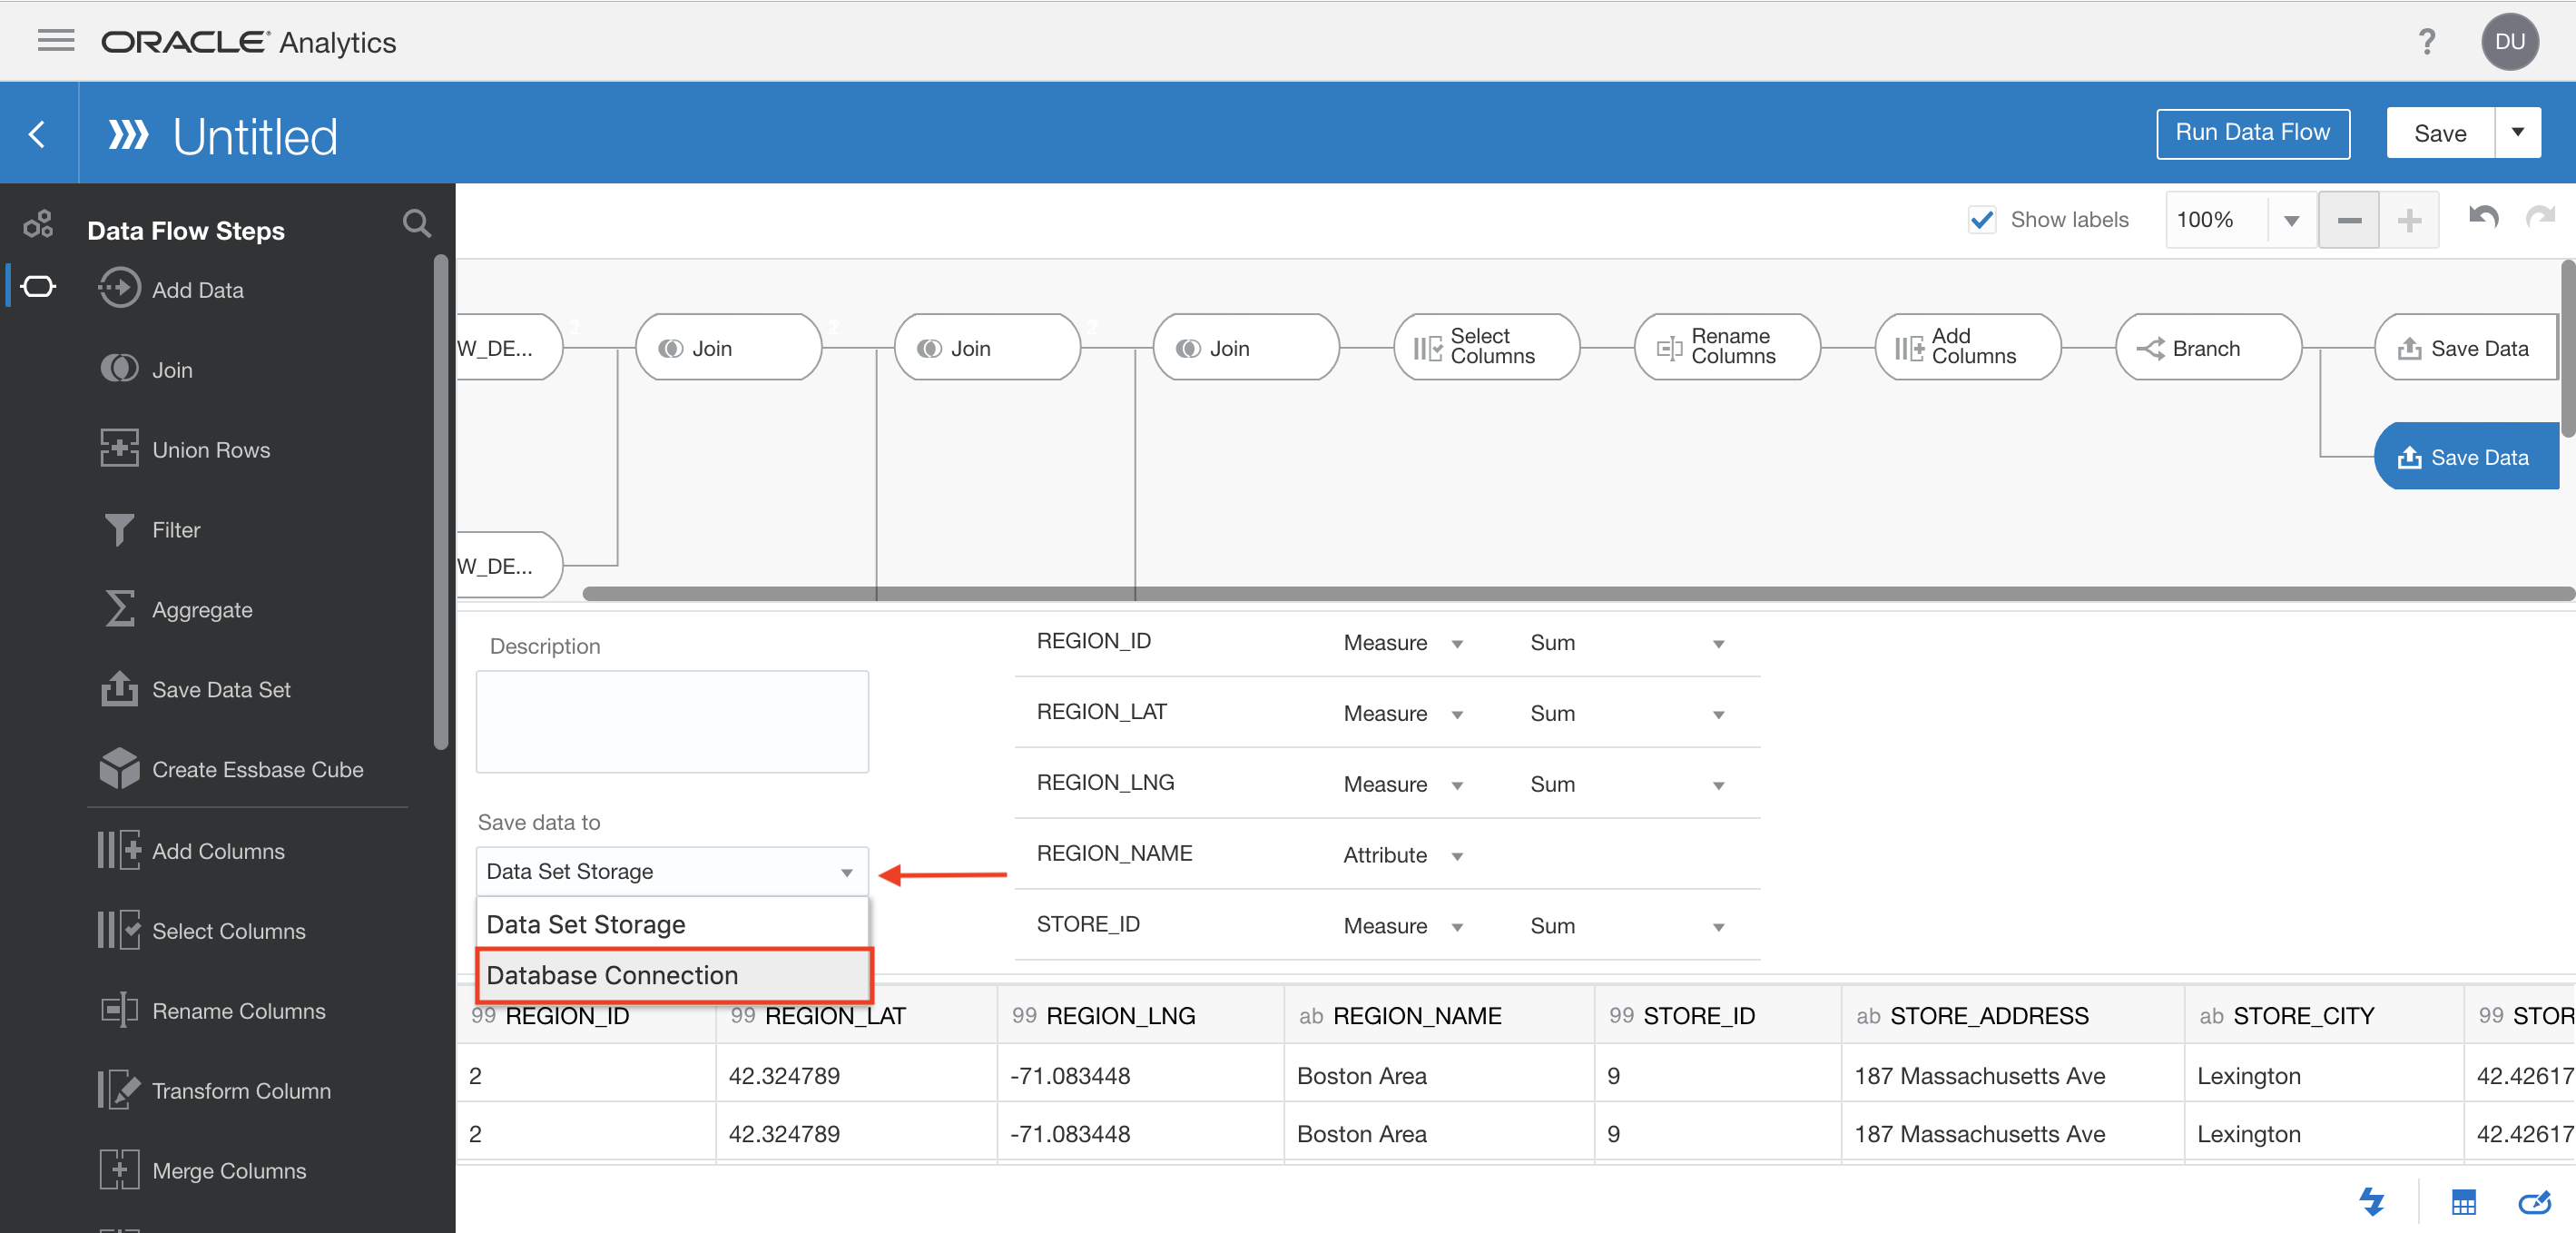 ORACLE Analytics
? DU
Untitled
Run Data Flow Save
Data Flow Steps
Show labels 100%
Add Data
Join
Union Rows
Filter
Aggregate
Save Data Set
Create Essbase Cube
Add Columns
Select Columns
Rename Columns
Transform Column
Merge Columns
W_DE... 2 Join 2 Join 2 Join Select Columns Rename Columns Add Columns Branch Save Data
Save Data
W_DE...
Description
Save data to
Data Set Storage
Data Set Storage
Database Connection
REGION_ID Measure Sum
REGION_LAT Measure Sum
REGION_LNG Measure Sum
REGION_NAME Attribute
STORE_ID Measure Sum
99 REGION_ID 99 REGION_LAT 99 REGION_LNG ab REGION_NAME 99 STORE_ID ab STORE_ADDRESS ab STORE_CITY 99 STOR
2 42.324789 -71.083448 Boston Area 9 187 Massachusetts Ave Lexington 42.42617
2 42.324789 -71.083448 Boston Area 9 187 Massachusetts Ave Lexington 42.42617